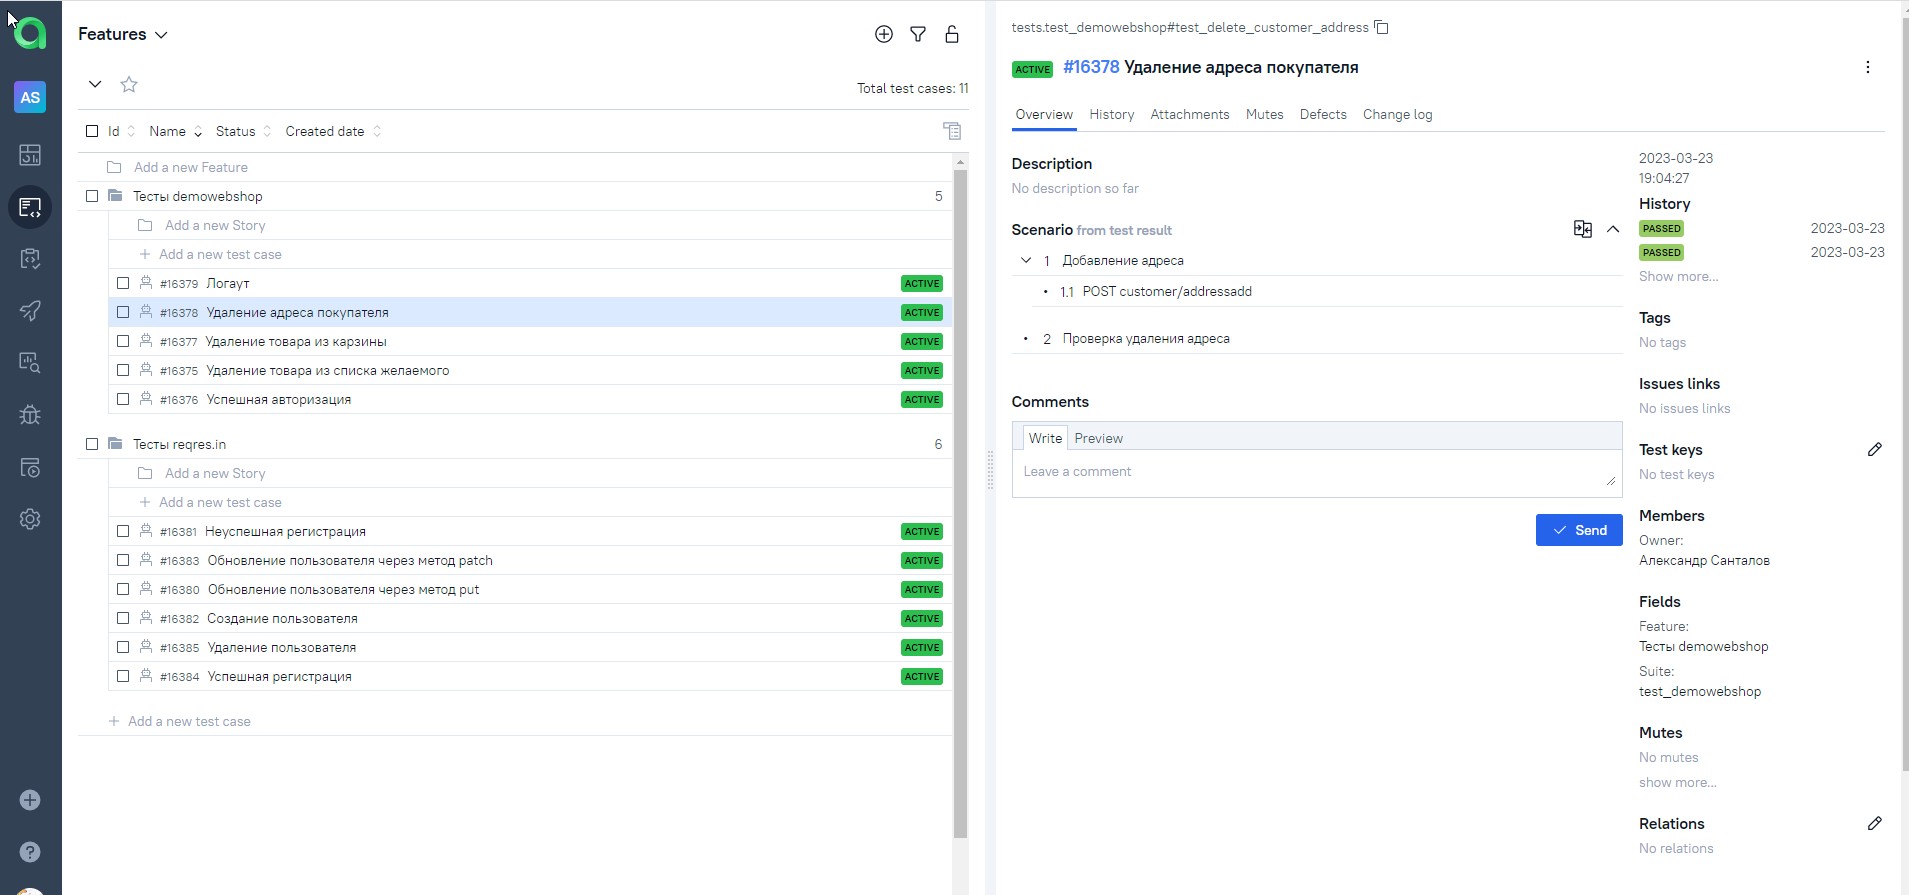 AS
Features
Total test cases: 11
Id Name Status Created date
Add a new Feature
Тесты demowebshop 5
Add a new Story
Add a new test case
#16379 Логаут ACTIVE
#16378 Удаление адреса покупателя ACTIVE
#16377 Удаление товара из карзины ACTIVE
#16375 Удаление товара из списка желаемого ACTIVE
#16376 Успешная авторизация ACTIVE
Тесты reqres.in 6
Add a new Story
Add a new test case
#16381 Неуспешная регистрация ACTIVE
#16383 Обновление пользователя через метод patch ACTIVE
#16380 Обновление пользователя через метод put ACTIVE
#16382 Создание пользователя ACTIVE
#16385 Удаление пользователя ACTIVE
#16384 Успешная регистрация ACTIVE
Add a new test case
tests.test_demowebshop#test_delete_customer_address
ACTIVE #16378 Удаление адреса покупателя
Overview History Attachments Mutes Defects Change log
Description
No description so far
Scenario from test result
1 Добавление адреса
1.1 POST customer/addressadd
2 Проверка удаления адреса
Comments
Write Preview
Leave a comment
Send
2023-03-23
19:04:27
History
PASSED 2023-03-23
PASSED 2023-03-23
Show more...
Tags
No tags
Issues links
No issues links
Test keys
No test keys
Members
Owner:
Александр Санталов
Fields
Feature:
Тесты demowebshop
Suite:
test_demowebshop
Mutes
No mutes
show more...
Relations
No relations